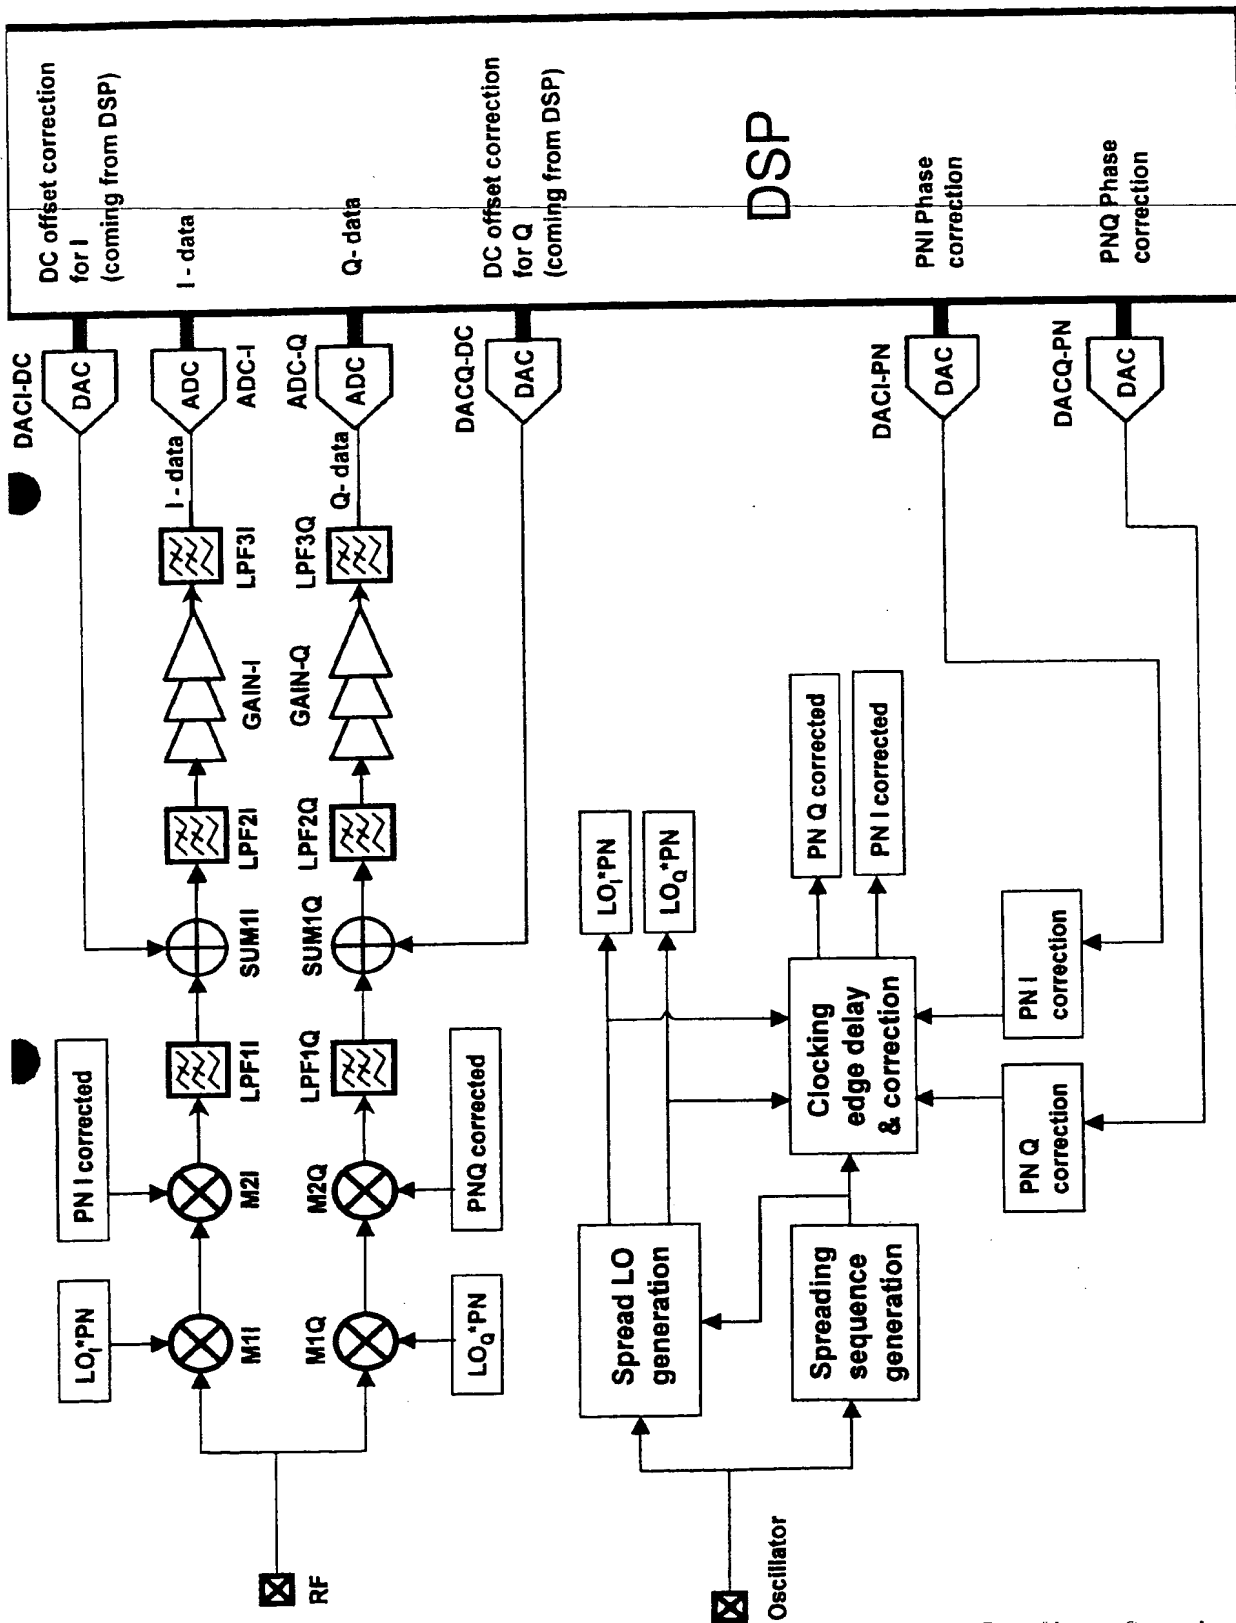 DACI-DC
DAC
DC offset correction
for I
(coming from DSP)
PN I corrected
LO_I*PN
M1I
M2I
LPF1I
SUM1I
LPF2I
GAIN-I
LPF3I
I - data
ADC
ADC-I
I - data
RF
M1Q
M2Q
LPF1Q
SUM1Q
LPF2Q
GAIN-Q
LPF3Q
Q- data
ADC-Q
ADC
Q- data
LO_Q*PN
PNQ corrected
DACQ-DC
DAC
DC offset correction
for Q
(coming from DSP)
LO_I*PN
LO_Q*PN
Spread LO
generation
DSP
PN Q corrected
PN I corrected
Oscillator
Spreading
sequence
generation
Clocking
edge delay
& correction
DACI-PN
DAC
PNI Phase
correction
PN Q
correction
PN I
correction
DACQ-PN
DAC
PNQ Phase
correction